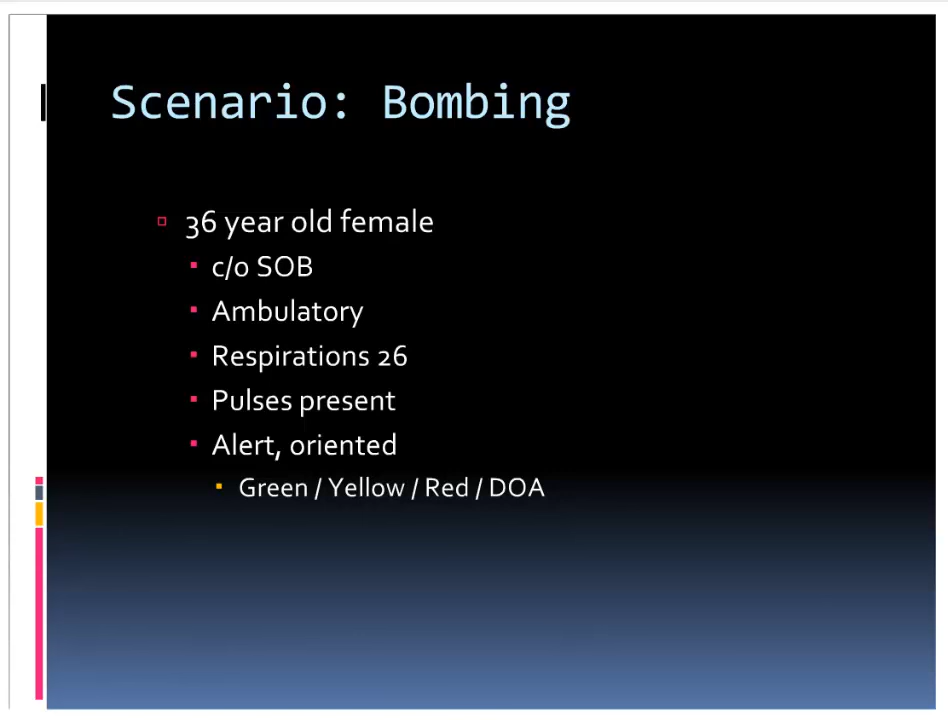 Scenario: Bombing
36 year old female
c/o SOB
Ambulatory
Respirations 26
Pulses present
Alert, oriented
Green / Yellow / Red / DOA